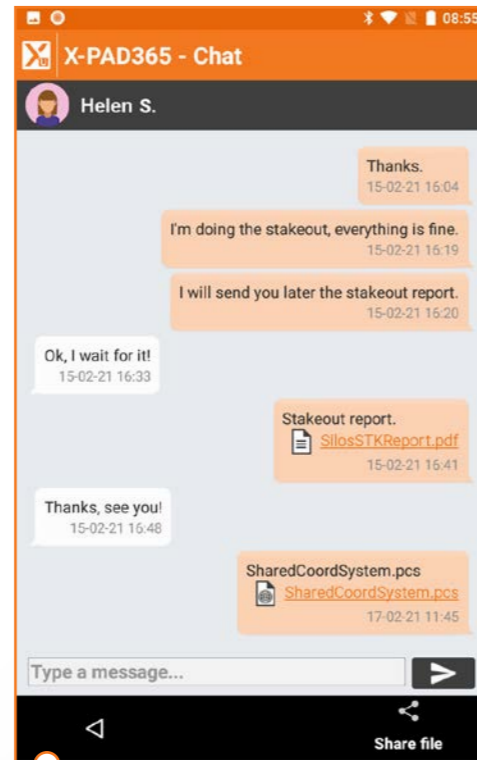 08:55
X-PAD365 - Chat
Helen S.
Thanks.
15-02-21 16:04
I'm doing the stakeout, everything is fine.
15-02-21 16:19
I will send you later the stakeout report.
15-02-21 16:20
Ok, I wait for it!
15-02-21 16:33
Stakeout report.
SilosSTKReport.pdf
15-02-21 16:41
Thanks, see you!
15-02-21 16:48
SharedCoordSystem.pcs
SharedCoordSystem.pcs
17-02-21 11:45
Type a message...
Share file